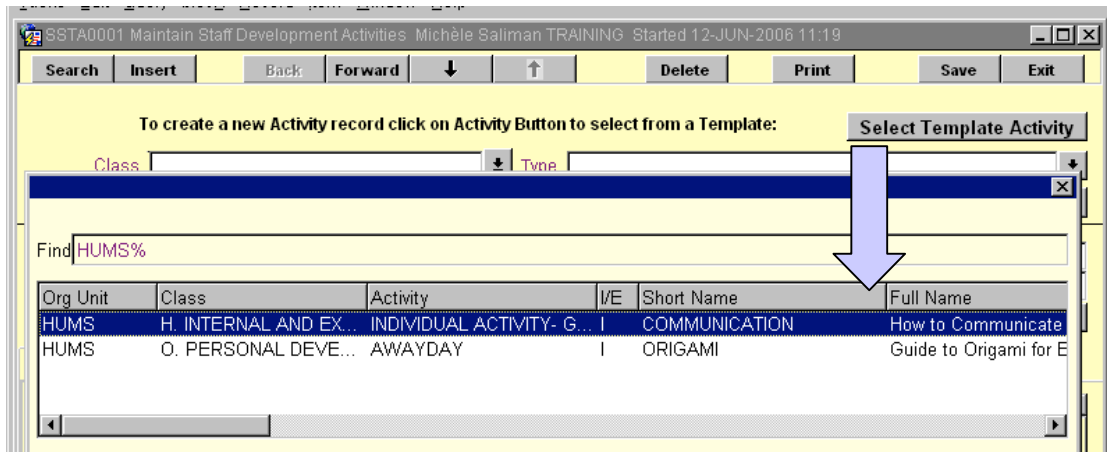 SSTA0001 Maintain Staff Development Activities Michèle Saliman TRAINING Started 12-JUN-2006 11:19
Search Insert Back Forward Delete Print Save Exit
To create a new Activity record click on Activity Button to select from a Template: Select Template Activity
Class Type
Find HUMS%
Org Unit Class Activity I/E Short Name Full Name
HUMS H. INTERNAL AND EX... INDIVIDUAL ACTIVITY- G... I COMMUNICATION How to Communicate
HUMS O. PERSONAL DEVE... AWAYDAY I ORIGAMI Guide to Origami for E